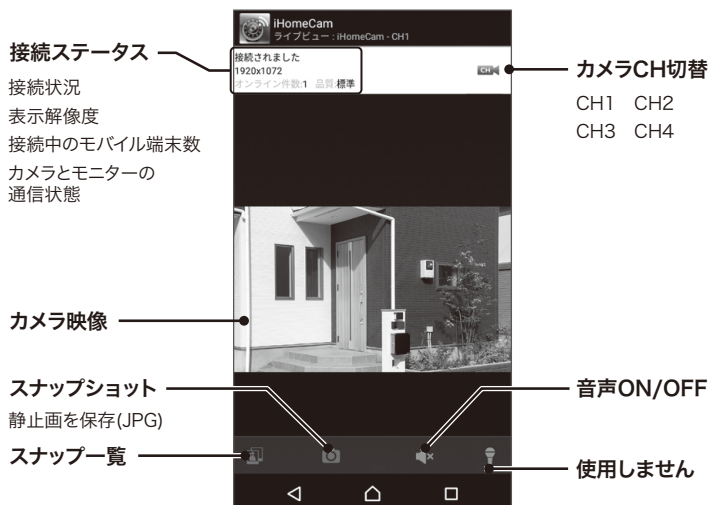 iHomeCam
ライブビュー : iHomeCam - CH1
接続ステータス
接続状況
表示解像度
接続中のモバイル端末数
カメラとモニターの
通信状態
接続されました
1920x1072
オンライン件数:1 品質:標準
CH
カメラCH切替
CH1 CH2
CH3 CH4
カメラ映像
スナップショット
静止画を保存(JPG)
スナップ一覧
音声ON/OFF
使用しません